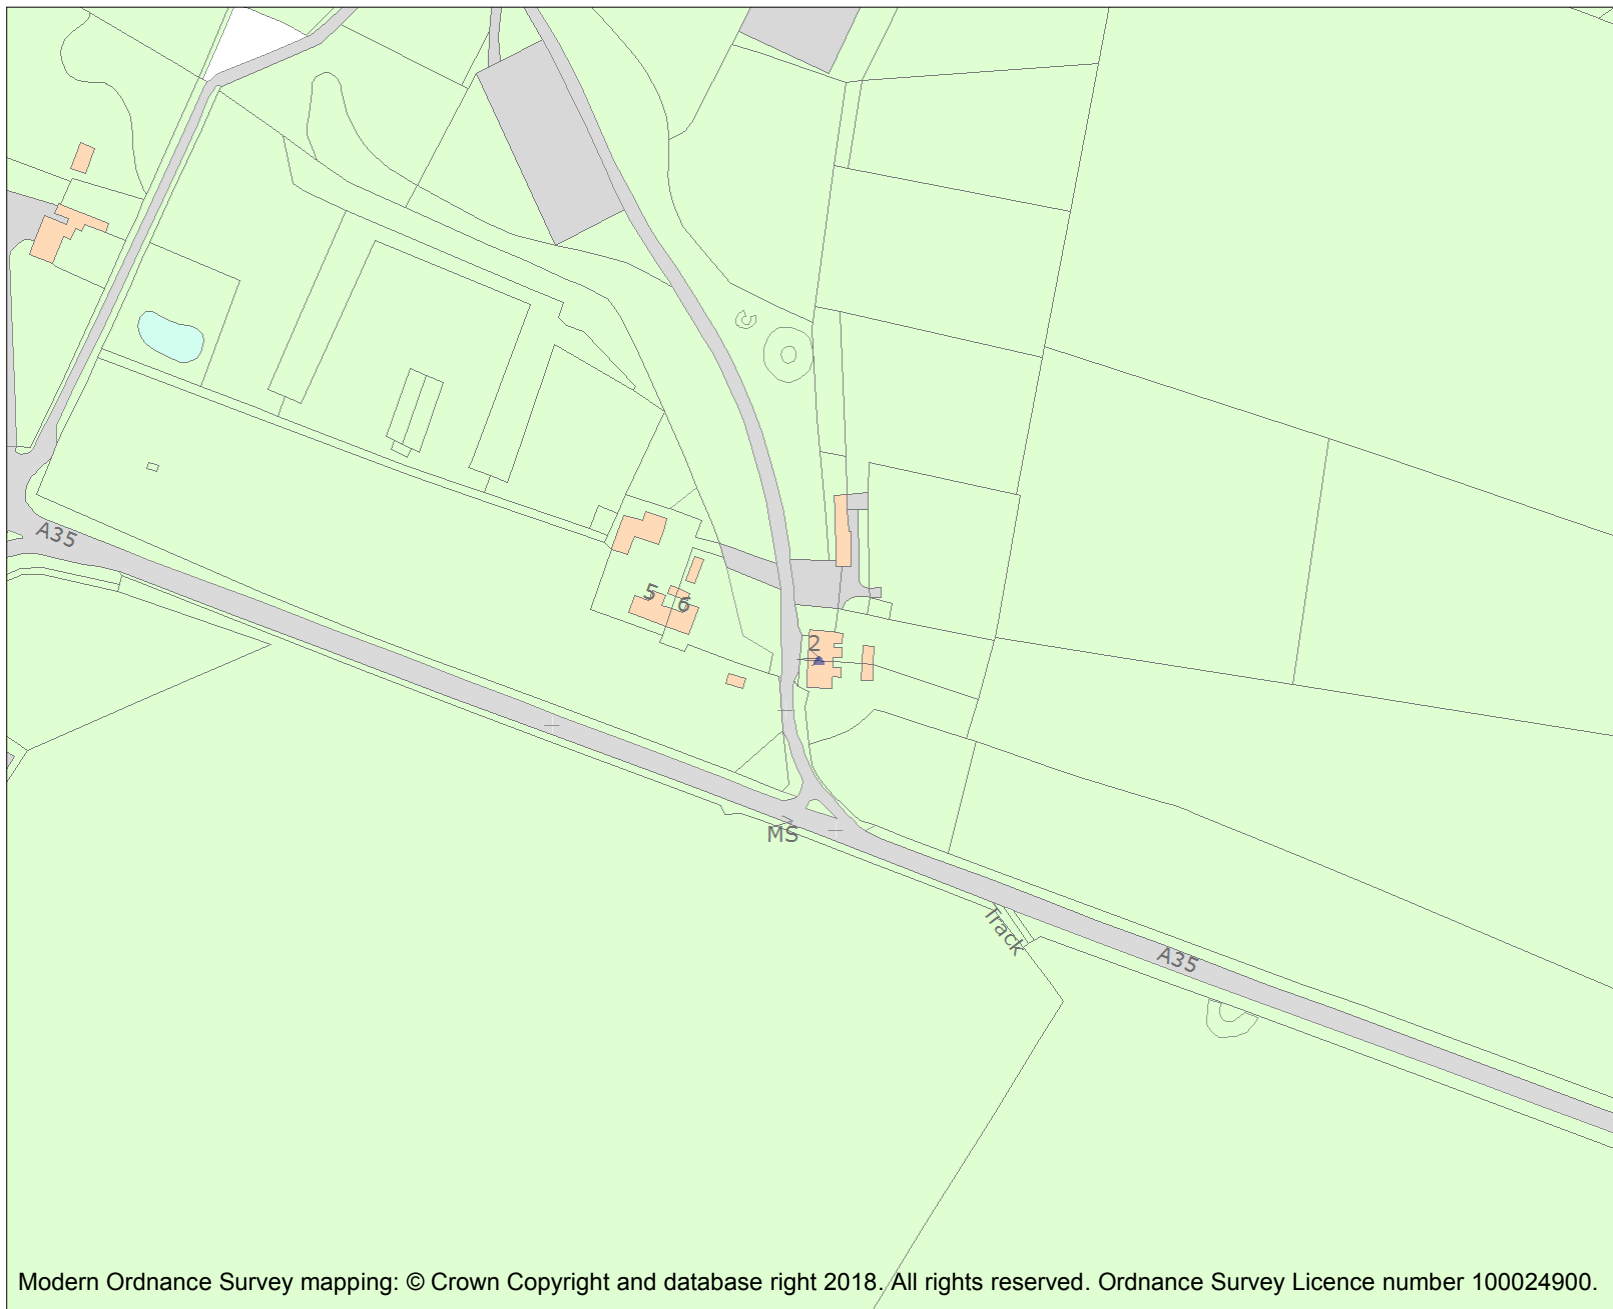 A35
5
6
2
MS
Track
A35
Modern Ordnance Survey mapping: © Crown Copyright and database right 2018. All rights reserved. Ordnance Survey Licence number 100024900.